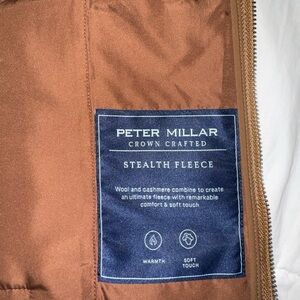 PETER MILLAR
CROWN CRAFTED
STEALTH FLEECE
Wool and cashmere combine to create
an ultimate fleece with remarkable
comfort & soft touch
WARMTH
SOFT
TOUCH